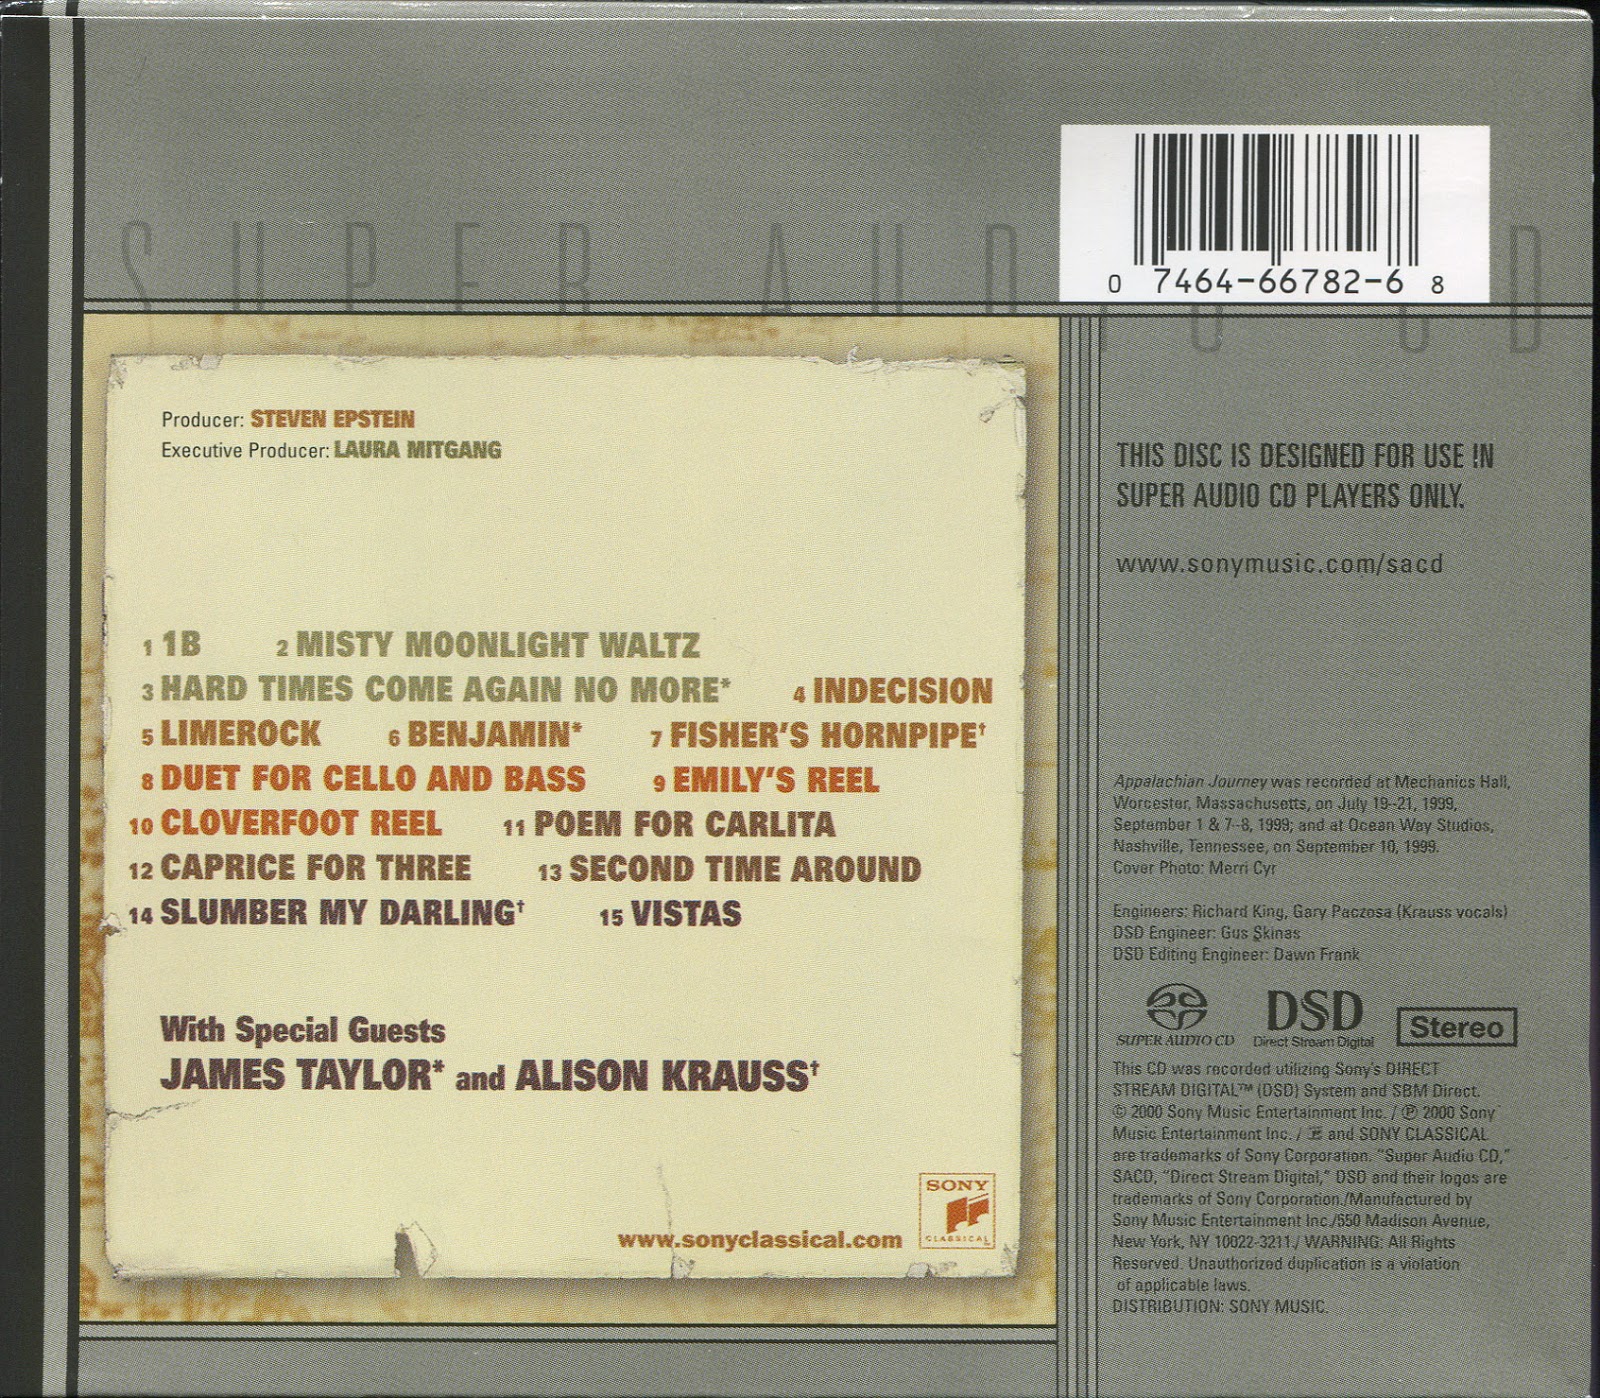 SUPER AUDIO CD
0 7464-66782-6 8
Producer: STEVEN EPSTEIN
Executive Producer: LAURA MITGANG
1 1B 2 MISTY MOONLIGHT WALTZ
3 HARD TIMES COME AGAIN NO MORE* 4 INDECISION
5 LIMEROCK 6 BENJAMIN* 7 FISHER'S HORNPIPE†
8 DUET FOR CELLO AND BASS 9 EMILY'S REEL
10 CLOVERFOOT REEL 11 POEM FOR CARLITA
12 CAPRICE FOR THREE 13 SECOND TIME AROUND
14 SLUMBER MY DARLING† 15 VISTAS
With Special Guests
JAMES TAYLOR* and ALISON KRAUSS†
www.sonyclassical.com
SONY
CLASSICAL
THIS DISC IS DESIGNED FOR USE IN
SUPER AUDIO CD PLAYERS ONLY.
www.sonymusic.com/sacd
Appalachian Journey was recorded at Mechanics Hall,
Worcester, Massachusetts, on July 19–21, 1999,
September 1 & 7–8, 1999; and at Ocean Way Studios,
Nashville, Tennessee, on September 10, 1999.
Cover Photo: Merri Cyr
Engineers: Richard King, Gary Paczosa (Krauss vocals)
DSD Engineer: Gus Skinas
DSD Editing Engineer: Dawn Frank
SUPER AUDIO CD
DSD
Direct Stream Digital
Stereo
This CD was recorded utilizing Sony's DIRECT
STREAM DIGITAL™ (DSD) System and SBM Direct.
© 2000 Sony Music Entertainment Inc. / ℗ 2000 Sony
Music Entertainment Inc. / and SONY CLASSICAL
are trademarks of Sony Corporation. "Super Audio CD,"
SACD, "Direct Stream Digital," DSD and their logos are
trademarks of Sony Corporation./Manufactured by
Sony Music Entertainment Inc./550 Madison Avenue,
New York, NY 10022-3211./ WARNING: All Rights
Reserved. Unauthorized duplication is a violation
of applicable laws.
DISTRIBUTION: SONY MUSIC.